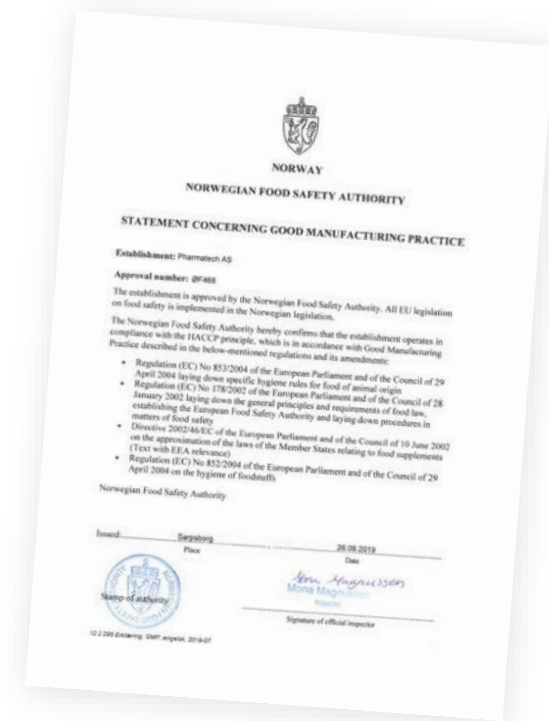 NORWAY
NORWEGIAN FOOD SAFETY AUTHORITY
STATEMENT CONCERNING GOOD MANUFACTURING PRACTICE
Establishment: Pharmatech AS
Approval number: ØF466
The establishment is approved by the Norwegian Food Safety Authority. All EU legislation
on food safety is implemented in the Norwegian legislation.
The Norwegian Food Safety Authority hereby confirms that the establishment operates in
compliance with the HACCP principle, which is in accordance with Good Manufacturing
Practice described in the below-mentioned regulations and its amendments:
• Regulation (EC) No 853/2004 of the European Parliament and of the Council of 29
April 2004 laying down specific hygiene rules for food of animal origin
• Regulation (EC) No 178/2002 of the European Parliament and of the Council of 28
January 2002 laying down the general principles and requirements of food law,
establishing the European Food Safety Authority and laying down procedures in
matters of food safety
• Directive 2002/46/EC of the European Parliament and of the Council of 10 June 2002
on the approximation of the laws of the Member States relating to food supplements
(Text with EEA relevance)
• Regulation (EC) No 852/2004 of the European Parliament and of the Council of 29
April 2004 on the hygiene of foodstuffs
Norwegian Food Safety Authority
Issued: Sarpsborg 26.09.2019
Place Date
Mona Magnussen
Mona Magnussen
Stamp of authority
Signature of official inspector
GMP, engelsk, 2019-07